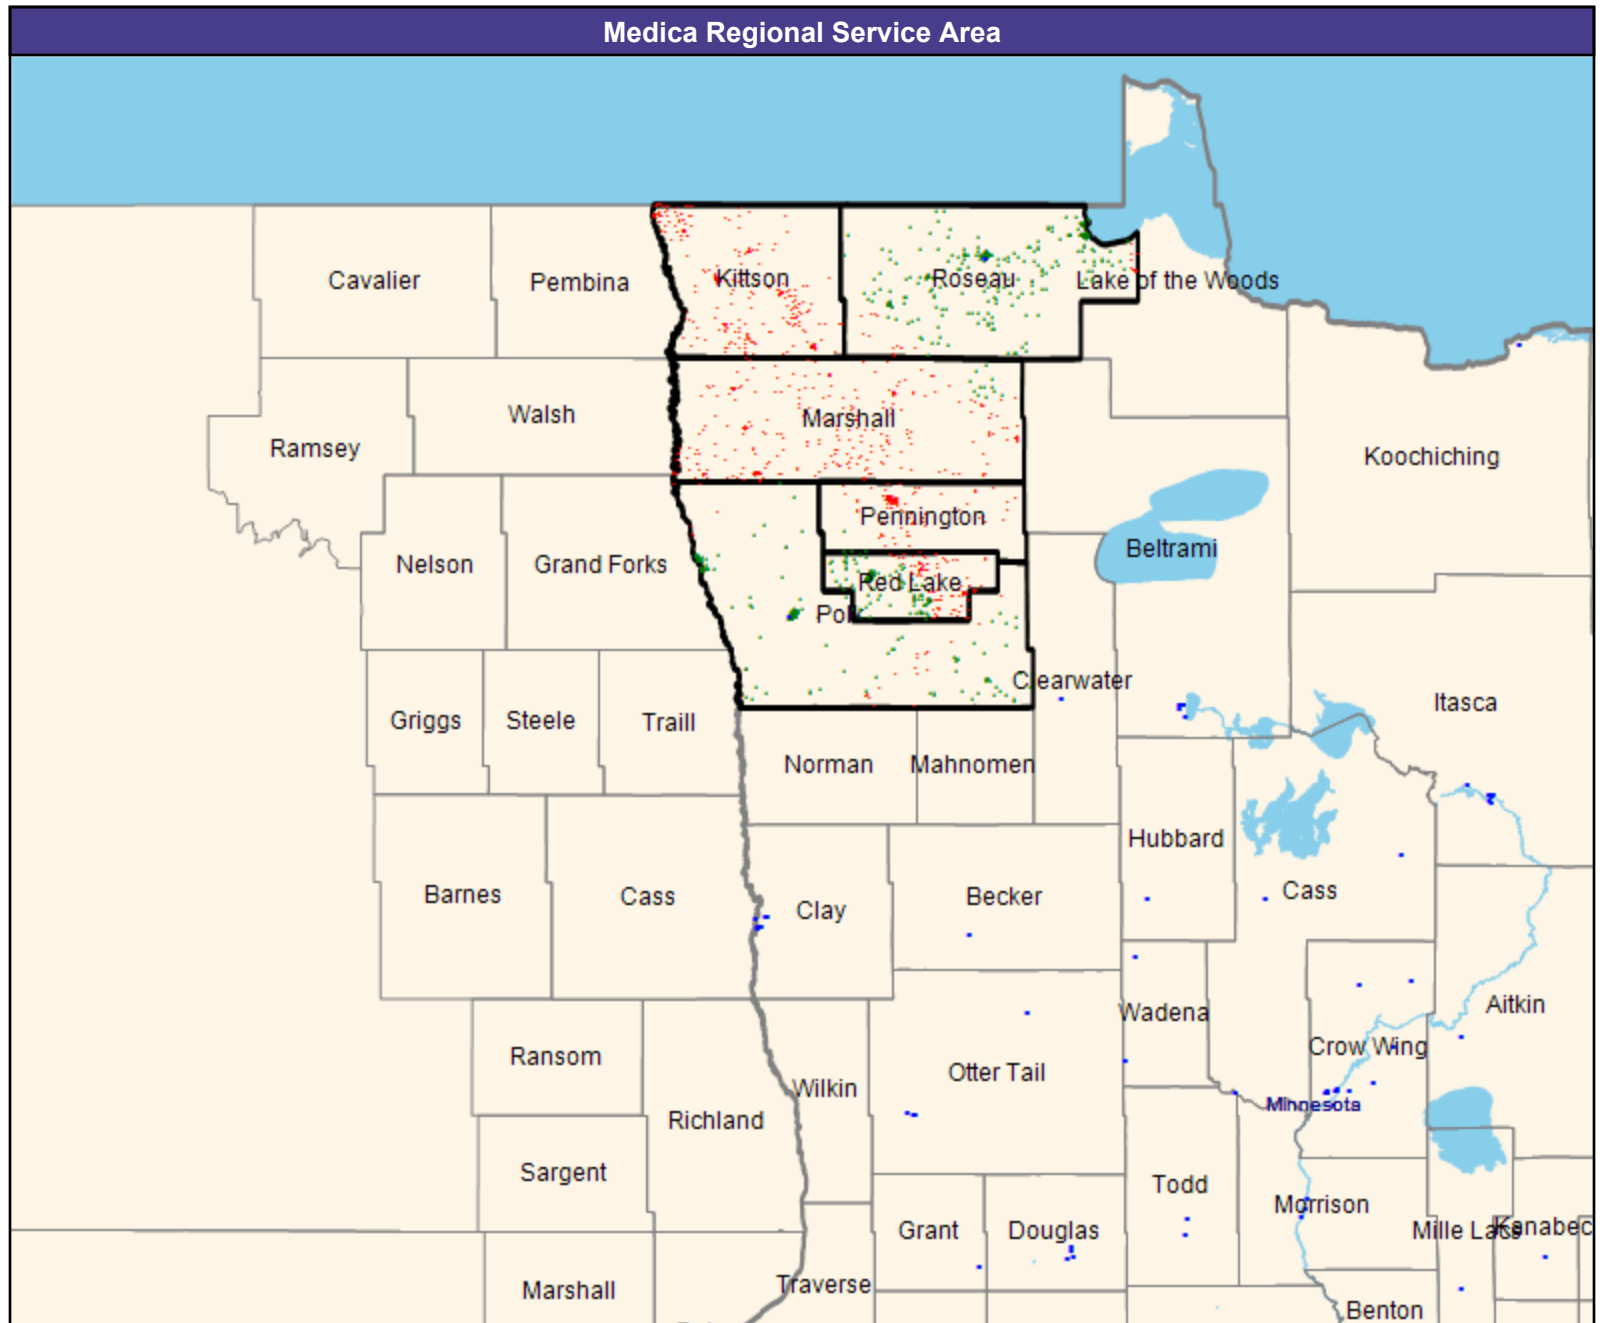 Medica Regional Service Area
Cavalier
Pembina
Kittson
Roseau
Lake of the Woods
Walsh
Marshall
Ramsey
Koochiching
Pennington
Nelson
Grand Forks
Beltrami
Red Lake
Polk
Clearwater
Griggs
Steele
Traill
Itasca
Norman
Mahnomen
Hubbard
Barnes
Cass
Clay
Becker
Cass
Ransom
Wilkin
Otter Tail
Wadena
Aitkin
Crow Wing
Richland
Minnesota
Sargent
Todd
Morrison
Grant
Douglas
Mille Lacs
Kanabec
Marshall
Traverse
Benton